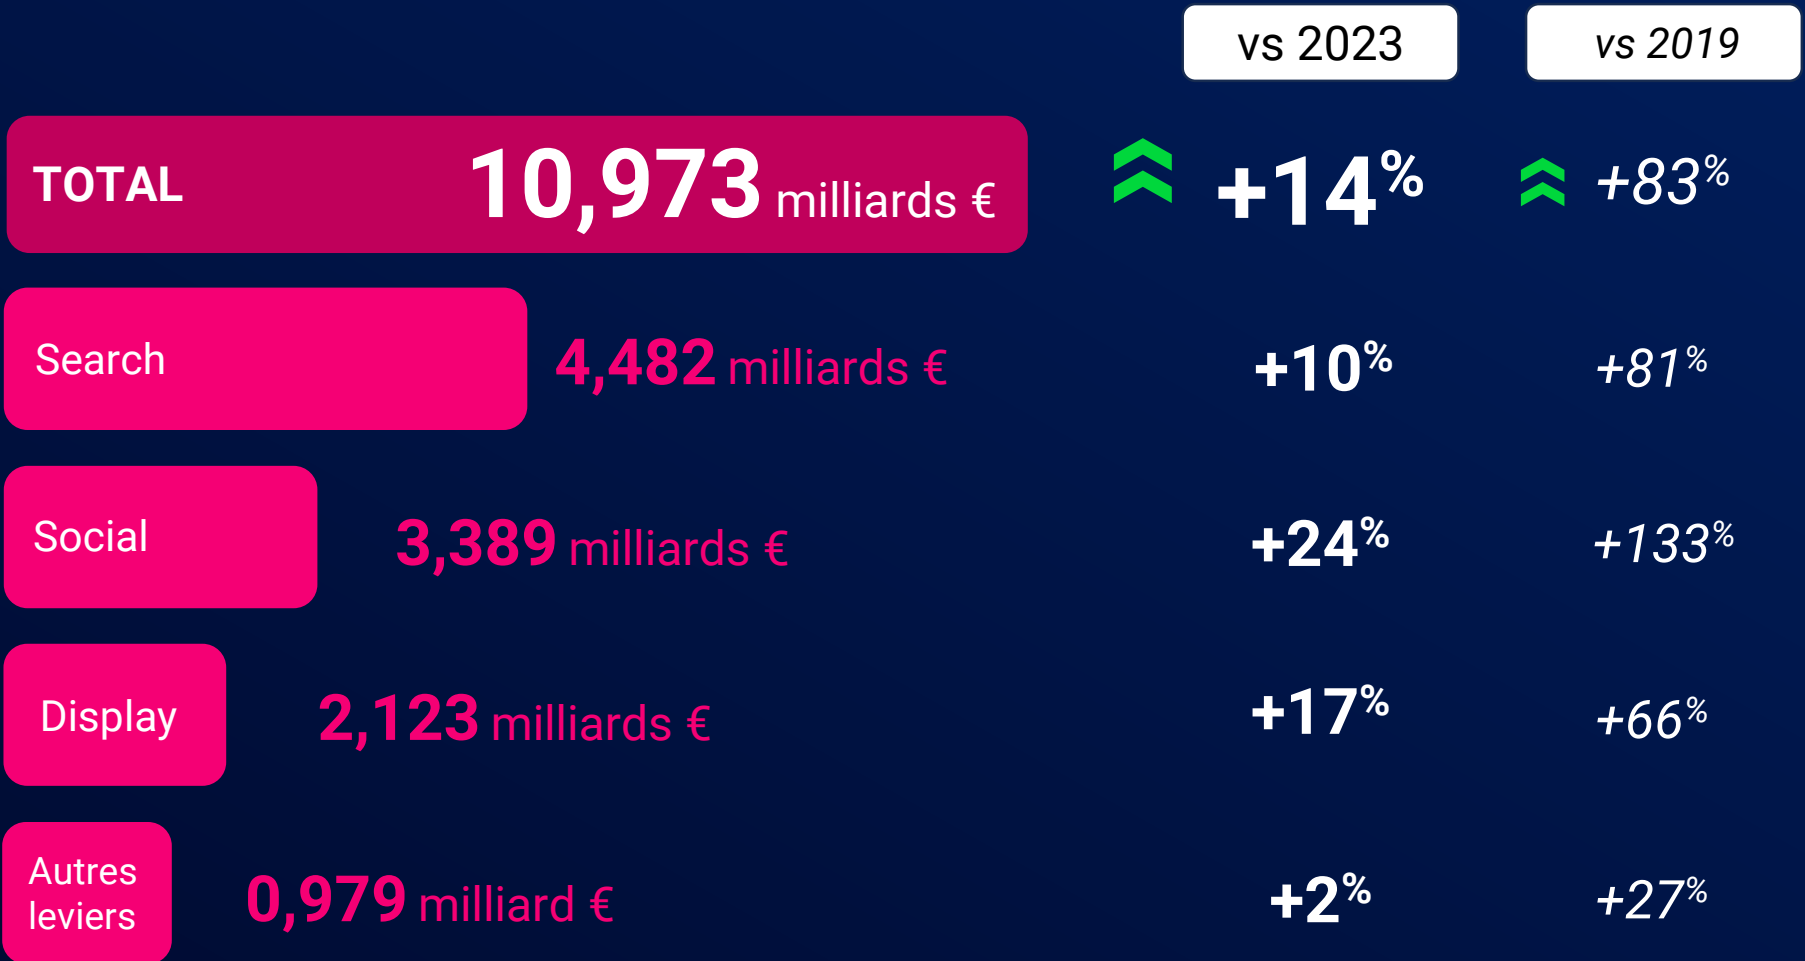 vs 2023 vs 2019
TOTAL 10,973 milliards € +14% +83%
Search 4,482 milliards € +10% +81%
Social 3,389 milliards € +24% +133%
Display 2,123 milliards € +17% +66%
Autres
leviers 0,979 milliard € +2% +27%